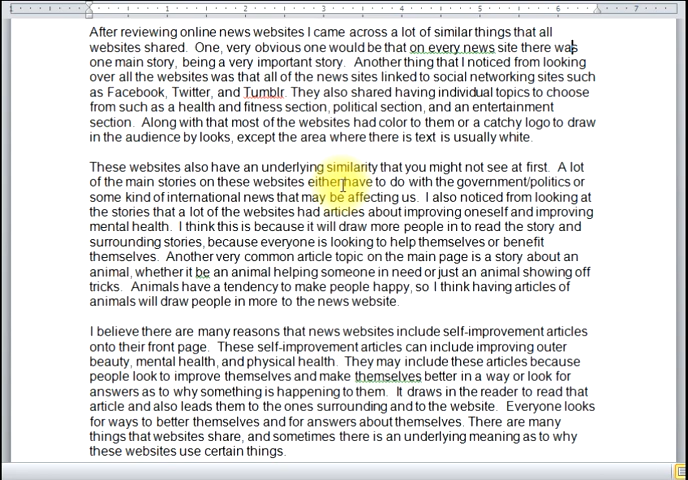 1 2 3 4 5 6 7
After reviewing online news websites I came across a lot of similar things that all
websites shared. One, very obvious one would be that on every news site there was
one main story, being a very important story. Another thing that I noticed from looking
over all the websites was that all of the news sites linked to social networking sites such
as Facebook, Twitter, and Tumblr. They also shared having individual topics to choose
from such as a health and fitness section, political section, and an entertainment
section. Along with that most of the websites had color to them or a catchy logo to draw
in the audience by looks, except the area where there is text is usually white.
These websites also have an underlying similarity that you might not see at first. A lot
of the main stories on these websites either have to do with the government/politics or
some kind of international news that may be affecting us. I also noticed from looking at
the stories that a lot of the websites had articles about improving oneself and improving
mental health. I think this is because it will draw more people in to read the story and
surrounding stories, because everyone is looking to help themselves or benefit
themselves. Another very common article topic on the main page is a story about an
animal, whether it be an animal helping someone in need or just an animal showing off
tricks. Animals have a tendency to make people happy, so I think having articles of
animals will draw people in more to the news website.
I believe there are many reasons that news websites include self-improvement articles
onto their front page. These self-improvement articles can include improving outer
beauty, mental health, and physical health. They may include these articles because
people look to improve themselves and make themselves better in a way or look for
answers as to why something is happening to them. It draws in the reader to read that
article and also leads them to the ones surrounding and to the website. Everyone looks
for ways to better themselves and for answers about themselves. There are many
things that websites share, and sometimes there is an underlying meaning as to why
these websites use certain things.